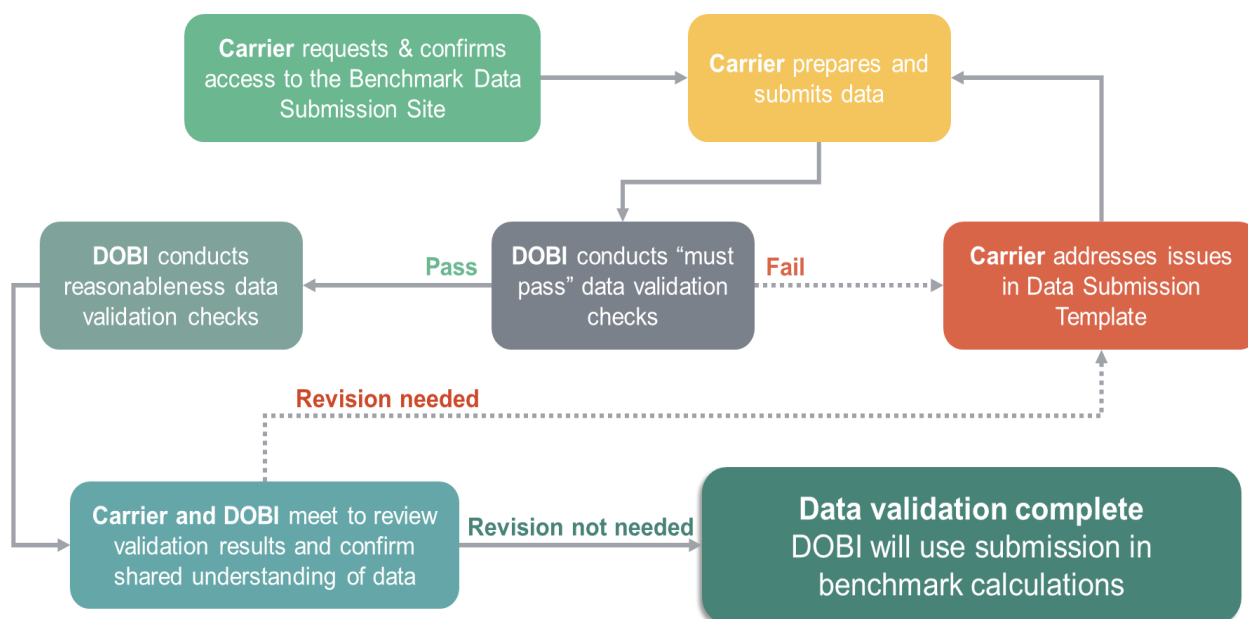 Carrier requests & confirms
access to the Benchmark Data
Submission Site
Carrier prepares and
submits data
DOBI conducts
reasonableness data
validation checks
Pass
DOBI conducts “must
pass” data validation
checks
Fail
Carrier addresses issues
in Data Submission
Template
Revision needed
Carrier and DOBI meet to review
validation results and confirm
shared understanding of data
Revision not needed
Data validation complete
DOBI will use submission in
benchmark calculations